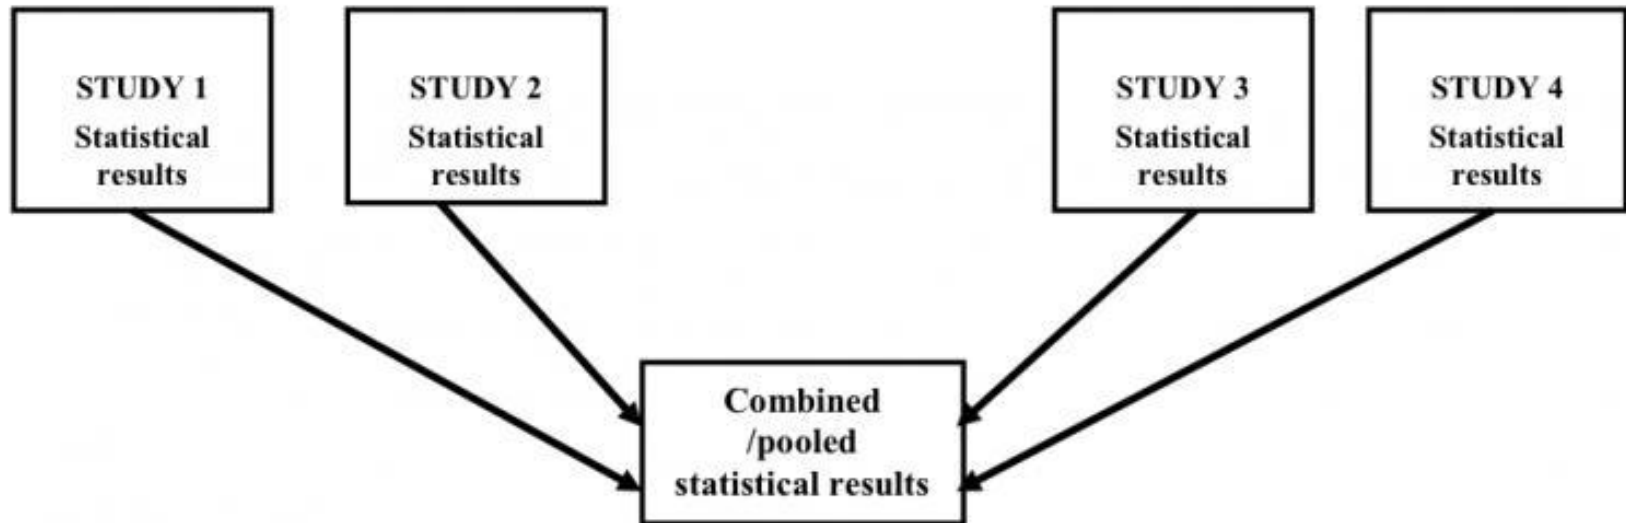 STUDY 1
Statistical
results
STUDY 2
Statistical
results
STUDY 3
Statistical
results
STUDY 4
Statistical
results
Combined
/pooled
statistical results